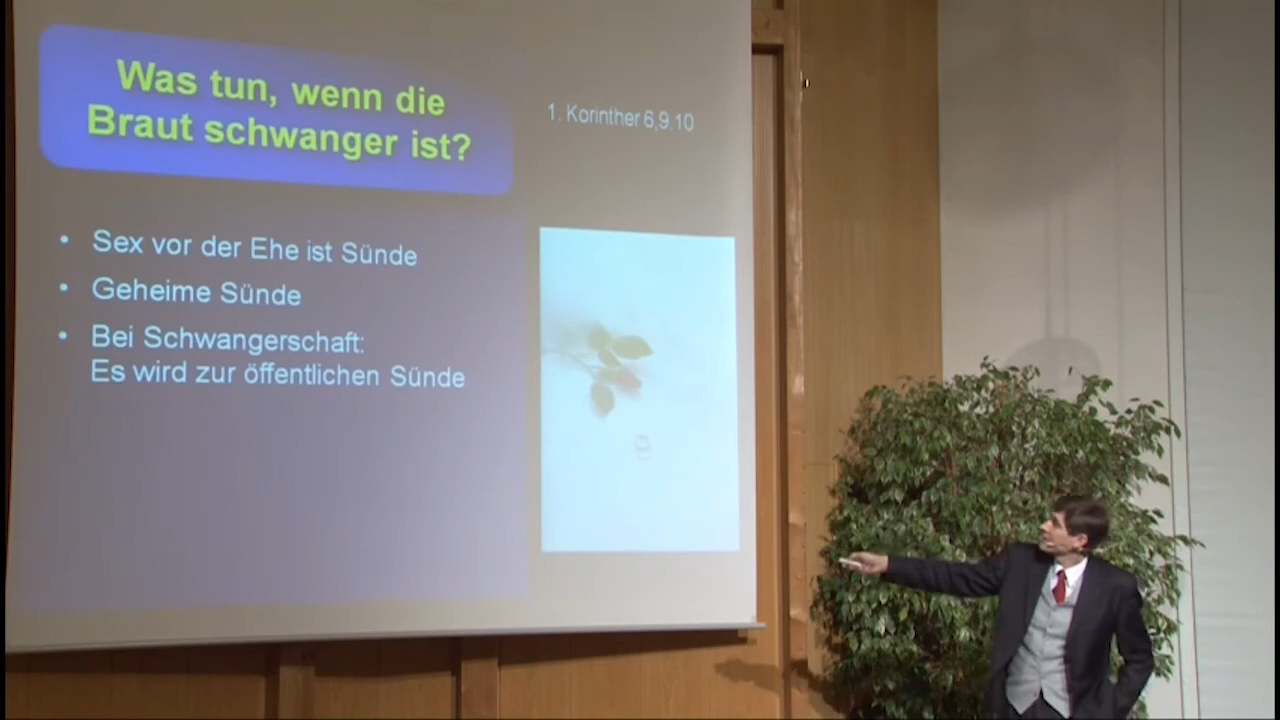 Was tun, wenn die
Braut schwanger ist?
1. Korinther 6,9.10
• Sex vor der Ehe ist Sünde
• Geheime Sünde
• Bei Schwangerschaft:
Es wird zur öffentlichen Sünde